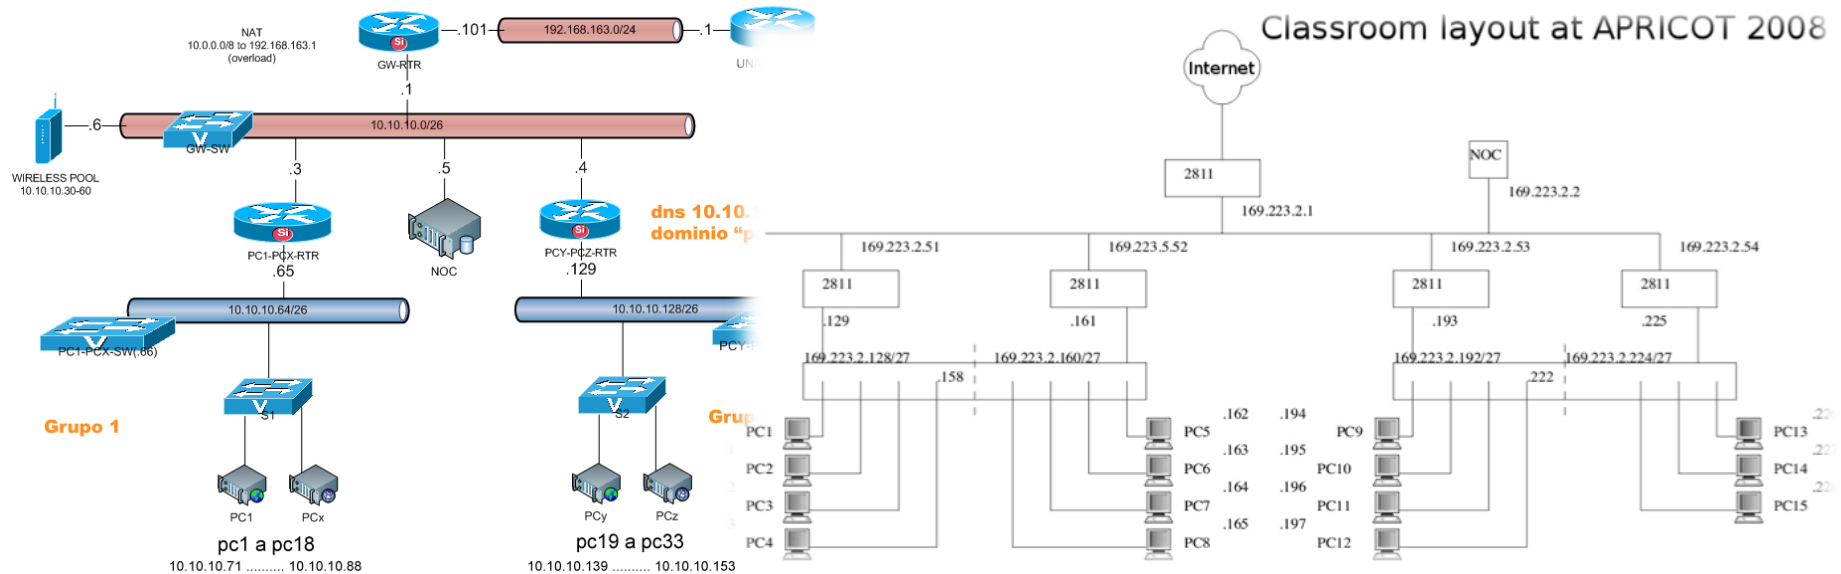 NAT
10.0.0.0/8 to 192.168.163.1
(overload)
GW-RTR
.101
192.168.163.0/24
.1
.1
.6
10.10.10.0/26
GW-SW
WIRELESS POOL
10.10.10.30-60
.3
.5
.4
PC1-PCX-RTR
.65
NOC
PCY-PCZ-RTR
.129
dns 10.10.
dominio
10.10.10.64/26
10.10.10.128/26
PC1-PCX-SW(.66)
S1
S2
Grupo 1
PC1
PCx
PCy
PCz
pc1 a pc18
pc19 a pc33
10.10.10.71 .......... 10.10.10.88
10.10.10.139 .......... 10.10.10.153
Classroom layout at APRICOT 2008
Internet
2811
NOC
169.223.2.2
169.223.2.1
169.223.2.51
169.223.5.52
169.223.2.53
169.223.2.54
2811
2811
2811
2811
.129
.161
.193
.225
169.223.2.128/27
169.223.2.160/27
169.223.2.192/27
169.223.2.224/27
.158
.222
PC1
PC2
PC3
PC4
PC5
PC6
PC7
PC8
.162
.163
.164
.165
.194
.195
.196
.197
PC9
PC10
PC11
PC12
PC13
PC14
PC15